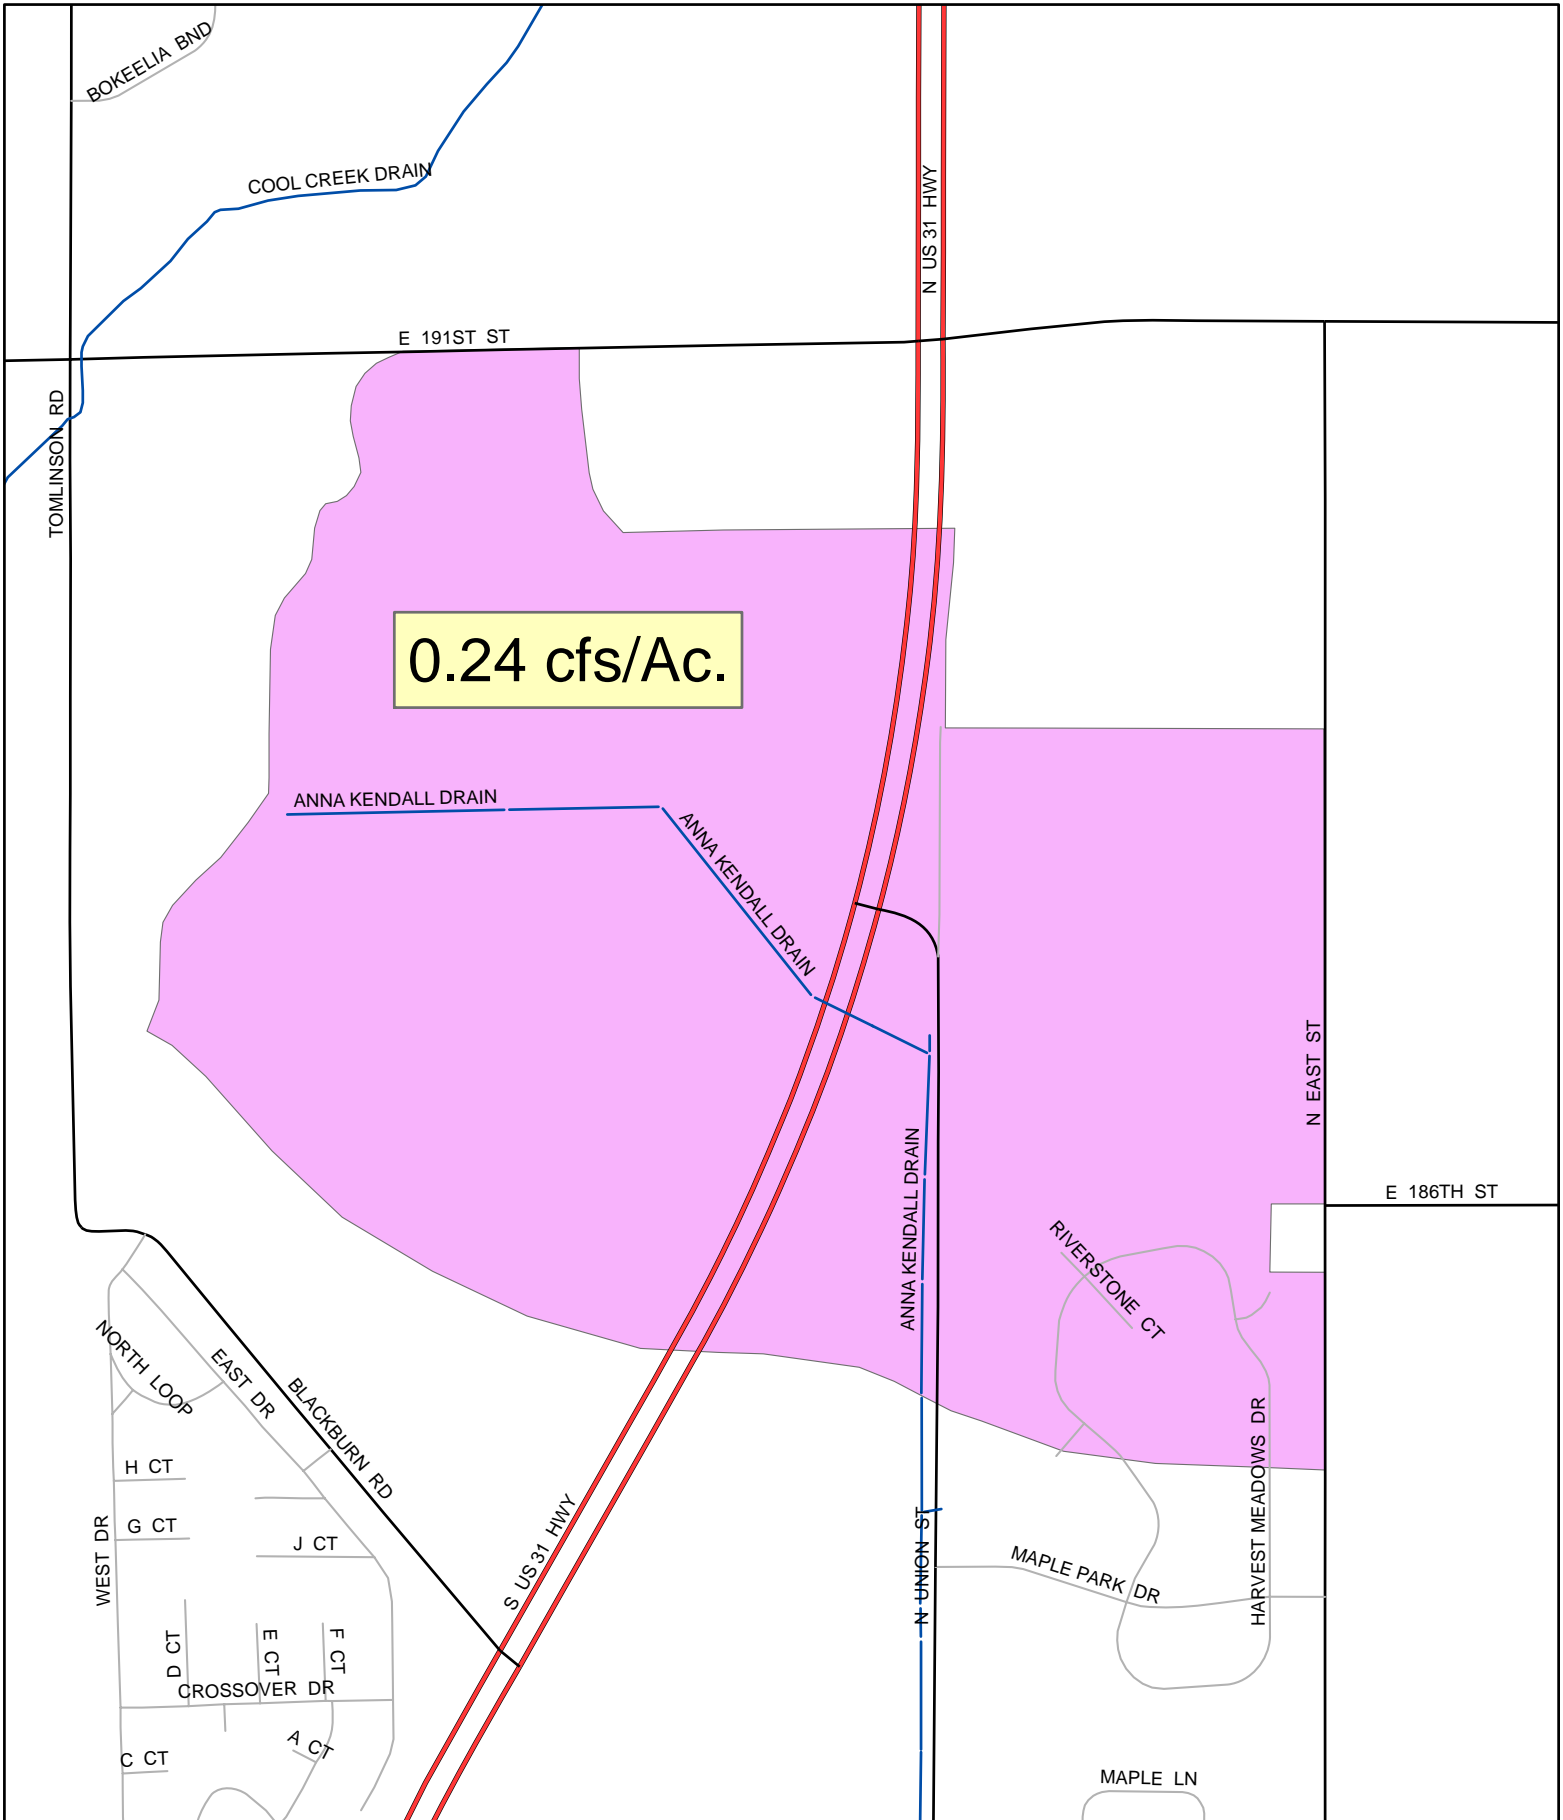 BOKEELIA BND
COOL CREEK DRAIN
N US 31 HWY
E 191ST ST
TOMLINSON RD
0.24 cfs/Ac.
ANNA KENDALL DRAIN
ANNA KENDALL DRAIN
N EAST ST
ANNA KENDALL DRAIN
E 186TH ST
RIVERSTONE CT
NORTH LOOP
EAST DR
BLACKBURN RD
H CT
G CT
J CT
WEST DR
S US 31 HWY
N UNION ST
MAPLE PARK DR
HARVEST MEADOWS DR
D CT
E CT
F CT
CROSSOVER DR
A CT
C CT
MAPLE LN